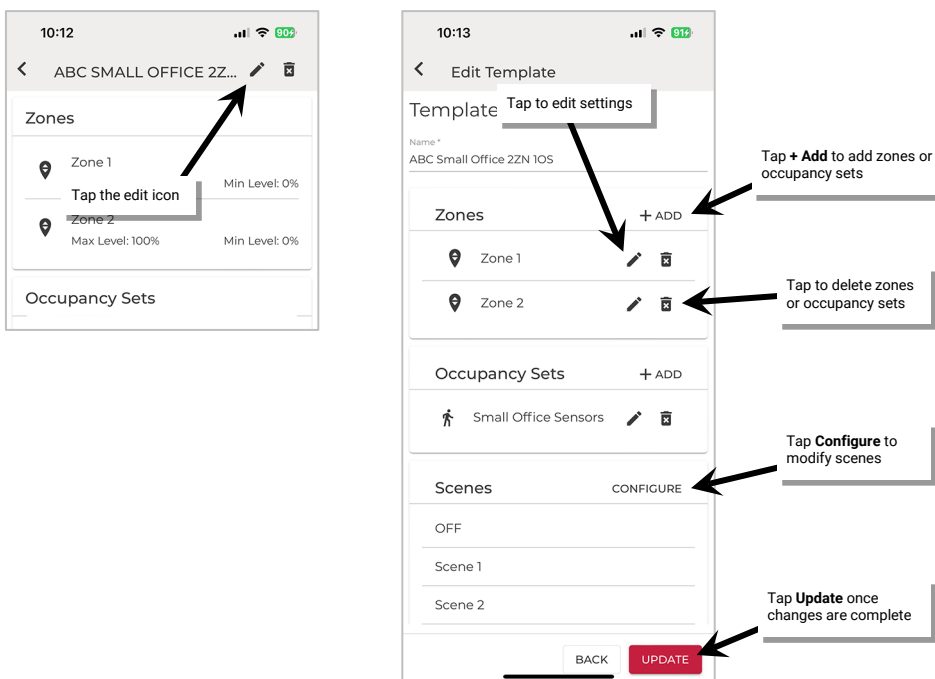 10:12
90
ABC SMALL OFFICE 2Z...
Zones
Zone 1
Min Level: 0%
Tap the edit icon
Zone 2
Max Level: 100%
Min Level: 0%
Occupancy Sets
10:13
91
Edit Template
Template
Tap to edit settings
Name *
ABC Small Office 2ZN 1OS
Tap + Add to add zones or
occupancy sets
Zones
+ ADD
Zone 1
Zone 2
Tap to delete zones
or occupancy sets
Occupancy Sets
+ ADD
Small Office Sensors
Tap Configure to
modify scenes
Scenes
CONFIGURE
OFF
Scene 1
Scene 2
Tap Update once
changes are complete
BACK
UPDATE